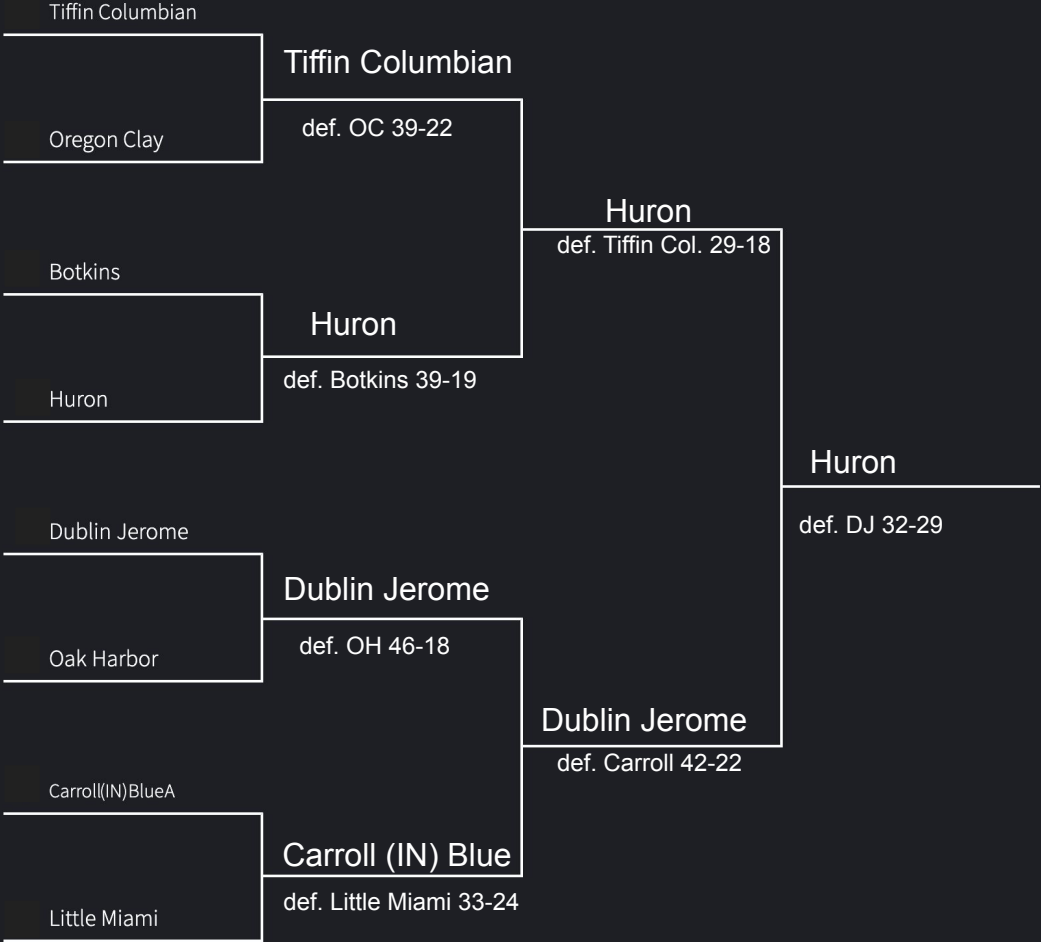 Tiffin Columbian
Tiffin Columbian
def. OC 39-22
Oregon Clay
Huron
def. Tiffin Col. 29-18
Botkins
Huron
def. Botkins 39-19
Huron
Huron
def. DJ 32-29
Dublin Jerome
Dublin Jerome
def. OH 46-18
Oak Harbor
Dublin Jerome
def. Carroll 42-22
Carroll(IN)BlueA
Carroll (IN) Blue
def. Little Miami 33-24
Little Miami